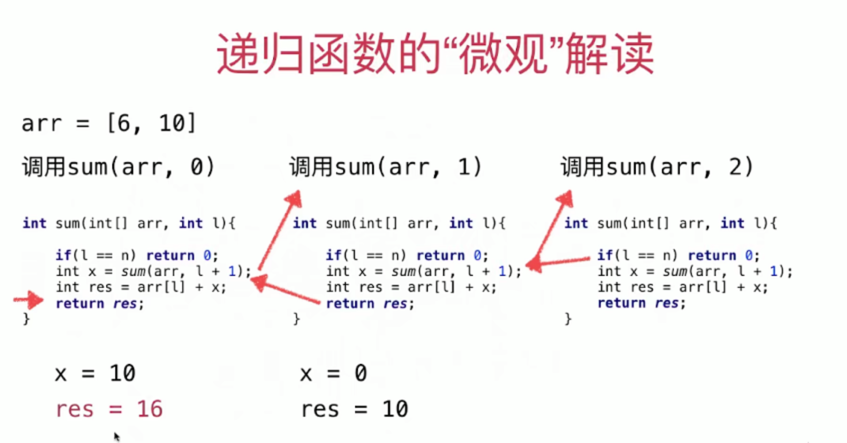 递归函数的“微观”解读
arr = [6, 10]
调用sum(arr, 0)
int sum(int[] arr, int l){
if(l == n) return 0;
int x = sum(arr, l + 1);
int res = arr[l] + x;
return res;
}
x = 10
res = 16
调用sum(arr, 1)
int sum(int[] arr, int l){
if(l == n) return 0;
int x = sum(arr, l + 1);
int res = arr[l] + x;
return res;
}
x = 0
res = 10
调用sum(arr, 2)
int sum(int[] arr, int l){
if(l == n) return 0;
int x = sum(arr, l + 1);
int res = arr[l] + x;
return res;
}